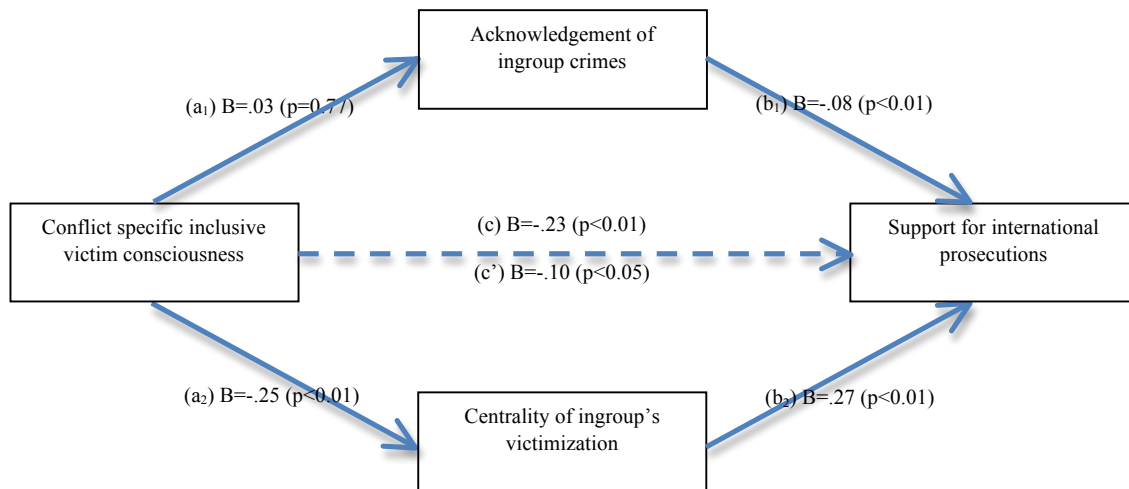 Acknowledgement of
ingroup crimes
(a₁) B=.03 (p=0.77)
(b₁) B=-.08 (p<0.01)
Conflict specific inclusive
victim consciousness
(c) B=-.23 (p<0.01)
(c’) B=-.10 (p<0.05)
Support for international
prosecutions
(a₂) B=-.25 (p<0.01)
(b₂) B=.27 (p<0.01)
Centrality of ingroup’s
victimization